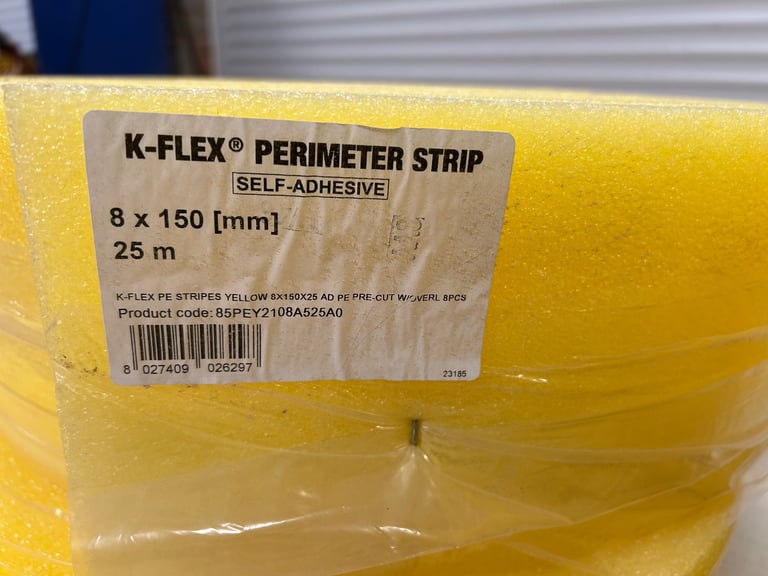 K-FLEX® PERIMETER STRIP
SELF-ADHESIVE
8 x 150 [mm]
25 m
K-FLEX PE STRIPES YELLOW 8X150X25 AD PE PRE-CUT W/OVERL 8PCS
Product code: 85PEY2108A525A0
8 027409 026297
23185